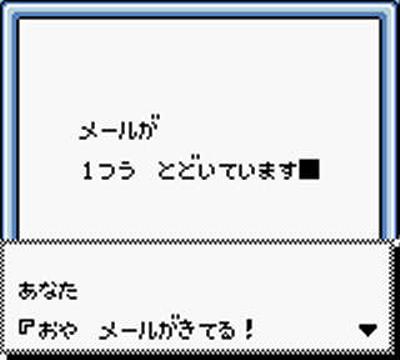 メールが
1つう　とどいています■
あなた
『おや　メールがきてる！
▼